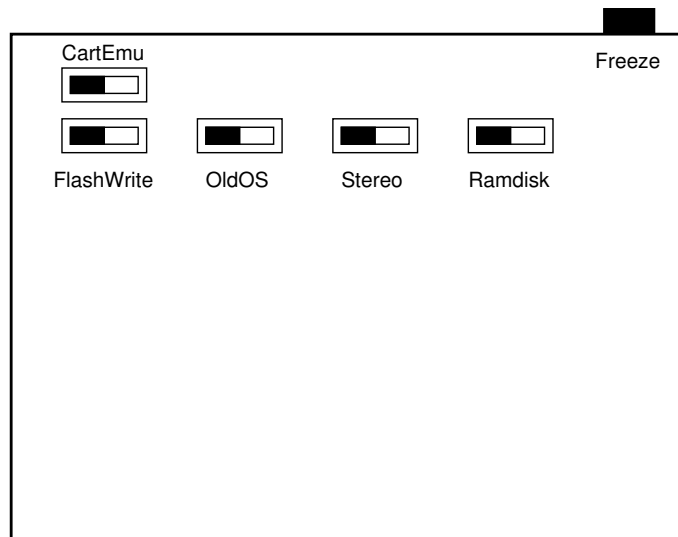 CartEmu
Freeze
FlashWrite
OldOS
Stereo
Ramdisk